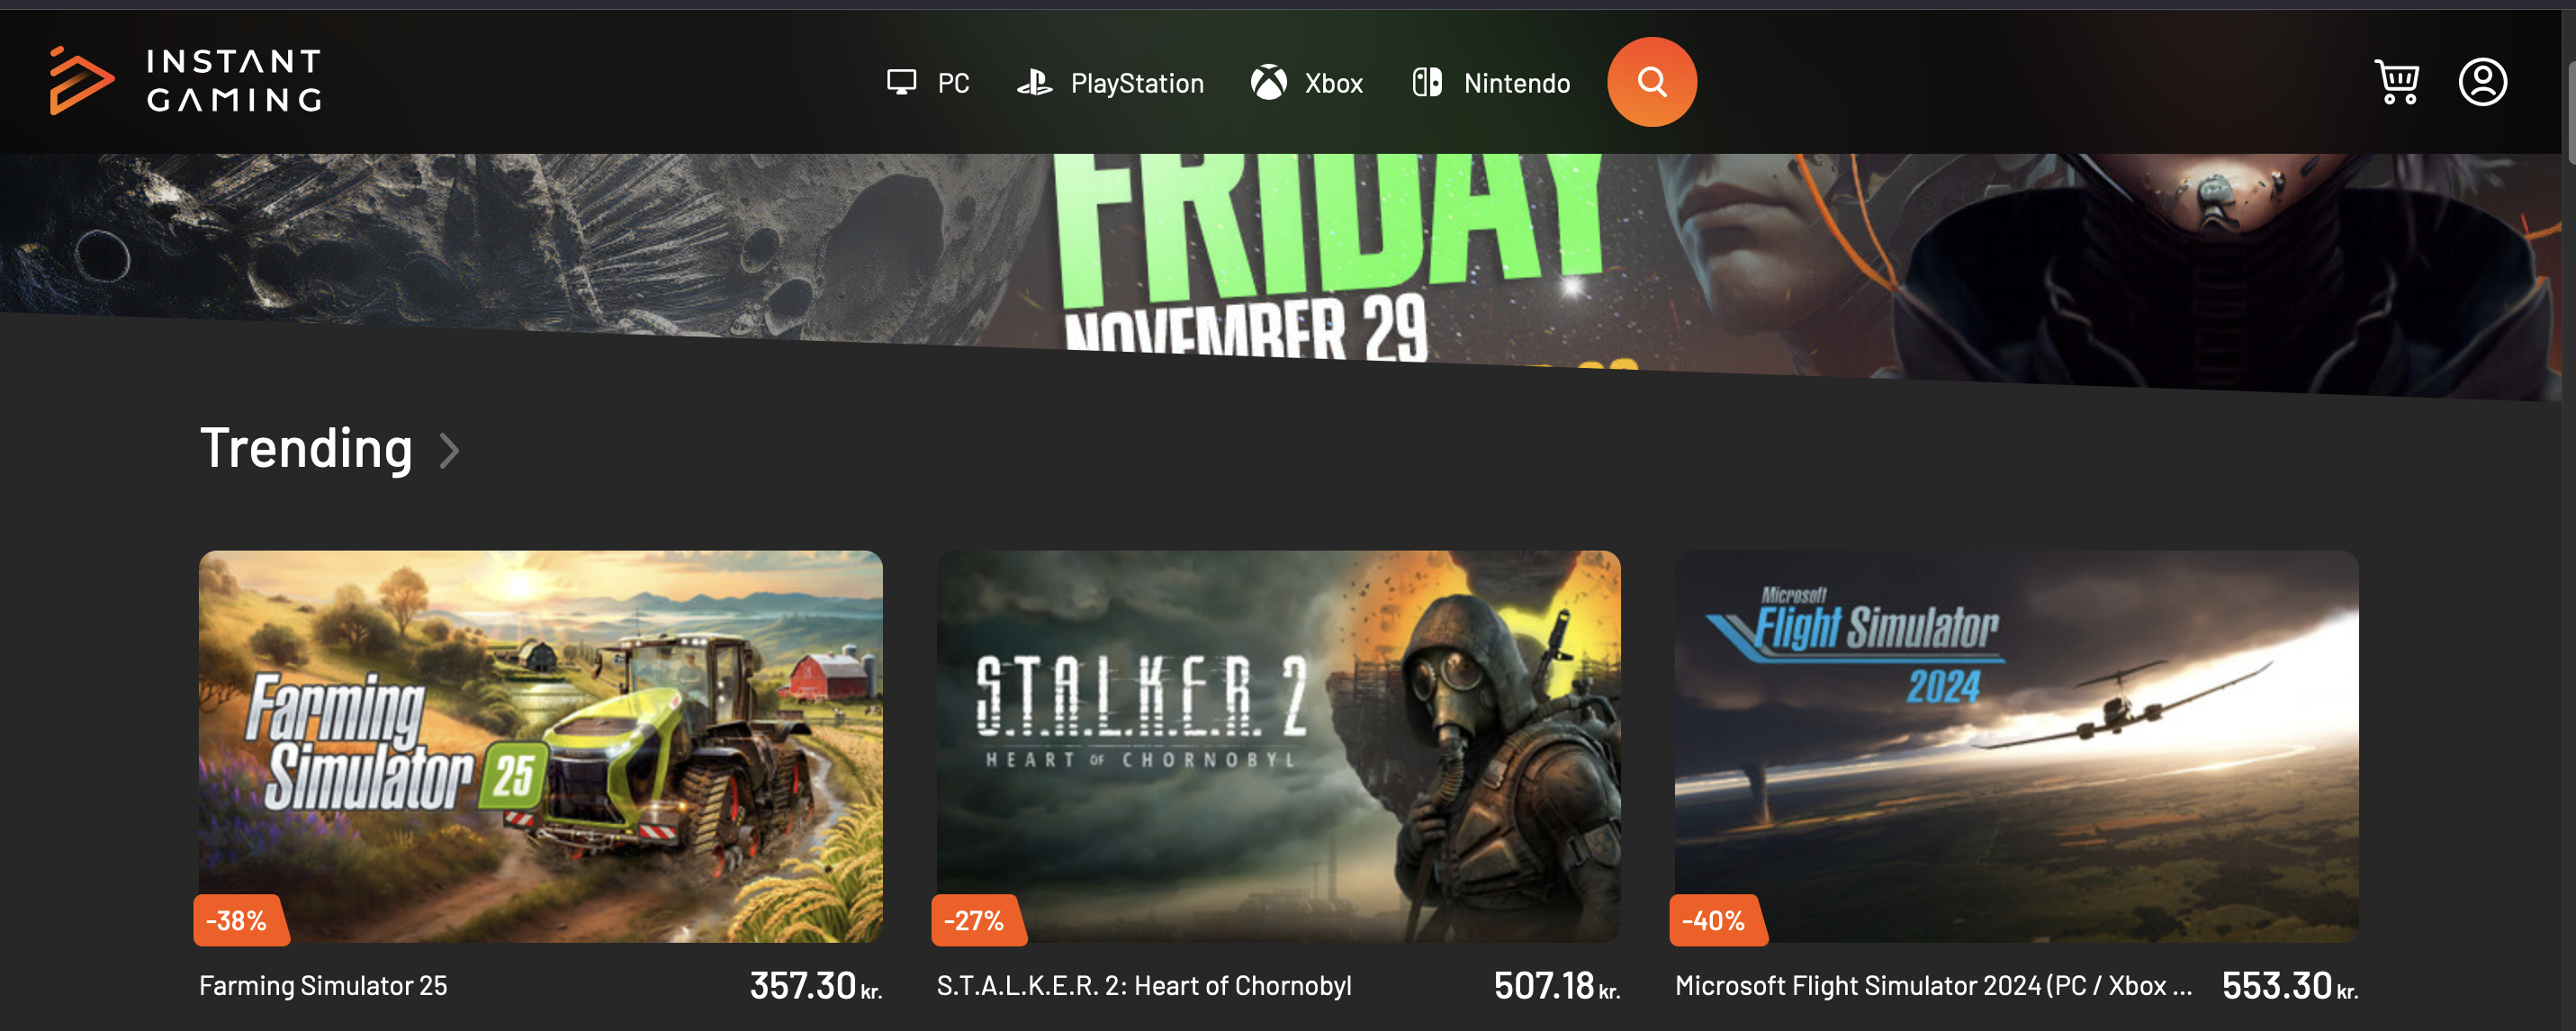 INSTANT
GAMING
PC
PlayStation
Xbox
Nintendo
FRIDAY
NOVEMBER 29
Trending
Farming
Simulator 25
S.T.A.L.K.E.R. 2
HEART OF CHORNOBYL
Microsoft
Flight Simulator
2024
-38%
-27%
-40%
Farming Simulator 25
357.30 kr.
S.T.A.L.K.E.R. 2: Heart of Chornobyl
507.18 kr.
Microsoft Flight Simulator 2024 (PC / Xbox ...
553.30 kr.